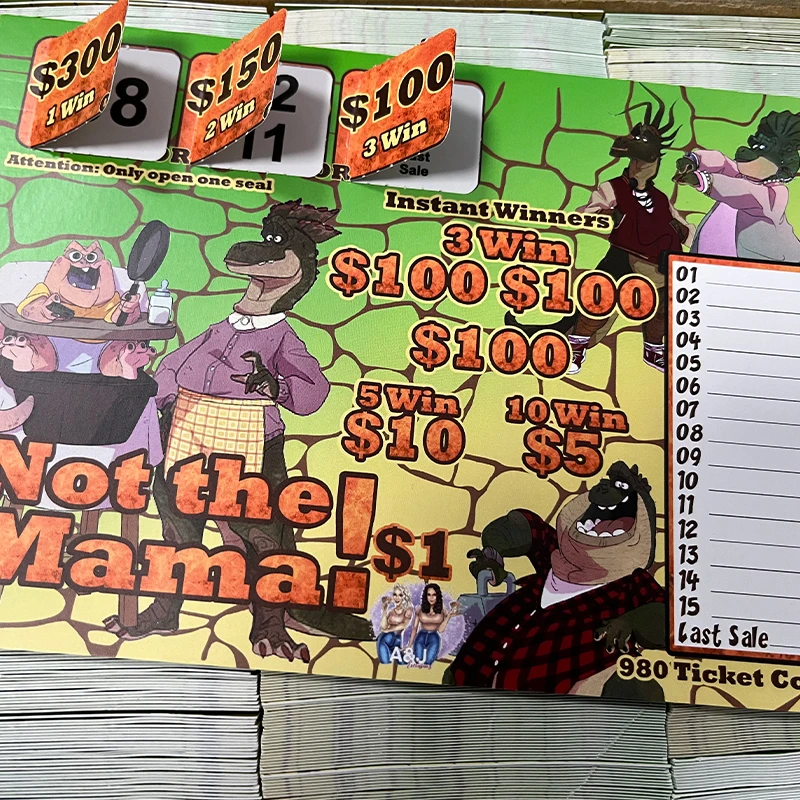 $300
1 Win
8
$150
2 Win
2
11
$100
3 Win
Sale
OR
OR
Attention: Only open one seal
Instant Winners
3 Win
$100 $100
$100
5 Win
$10
10 Win
$5
Not the
Mama!
$1
A&J
01
02
03
04
05
06
07
08
09
10
11
12
13
14
15
Last Sale
980 Ticket